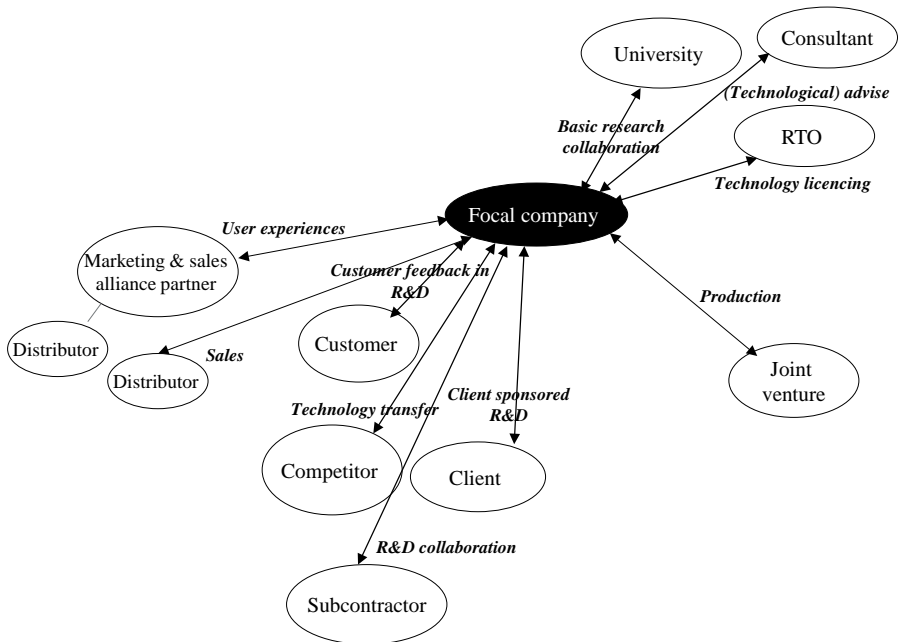 Consultant
University
(Technological) advise
Basic research
collaboration
RTO
Technology licencing
Focal company
User experiences
Marketing & sales
alliance partner
Customer feedback in
R&D
Production
Distributor
Customer
Sales
Distributor
Joint
venture
Client sponsored
R&D
Technology transfer
Competitor
Client
R&D collaboration
Subcontractor